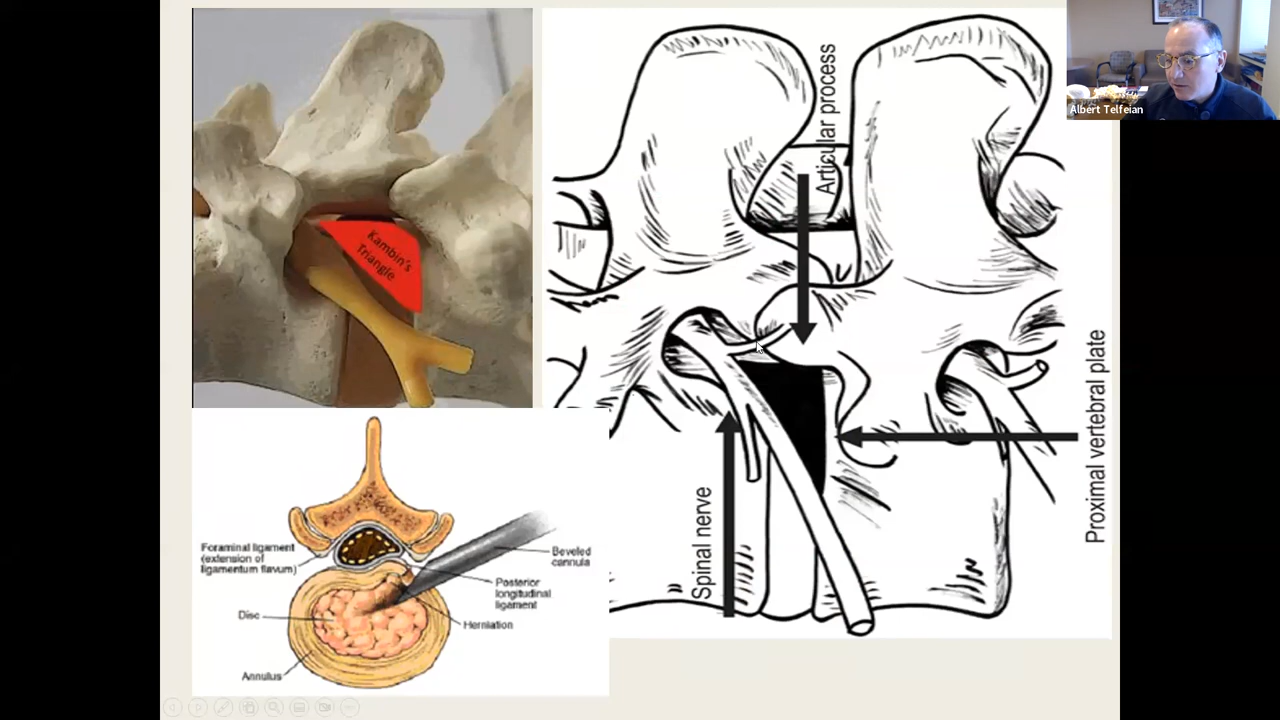 Kambin's
Triangle
Articular process
Spinal nerve
Proximal vertebral plate
Foraminal ligament
(extension of
ligamentum flavum)
Disc
Annulus
Beveled
cannula
Posterior
longitudinal
ligament
Herniation
Albert Telfeian